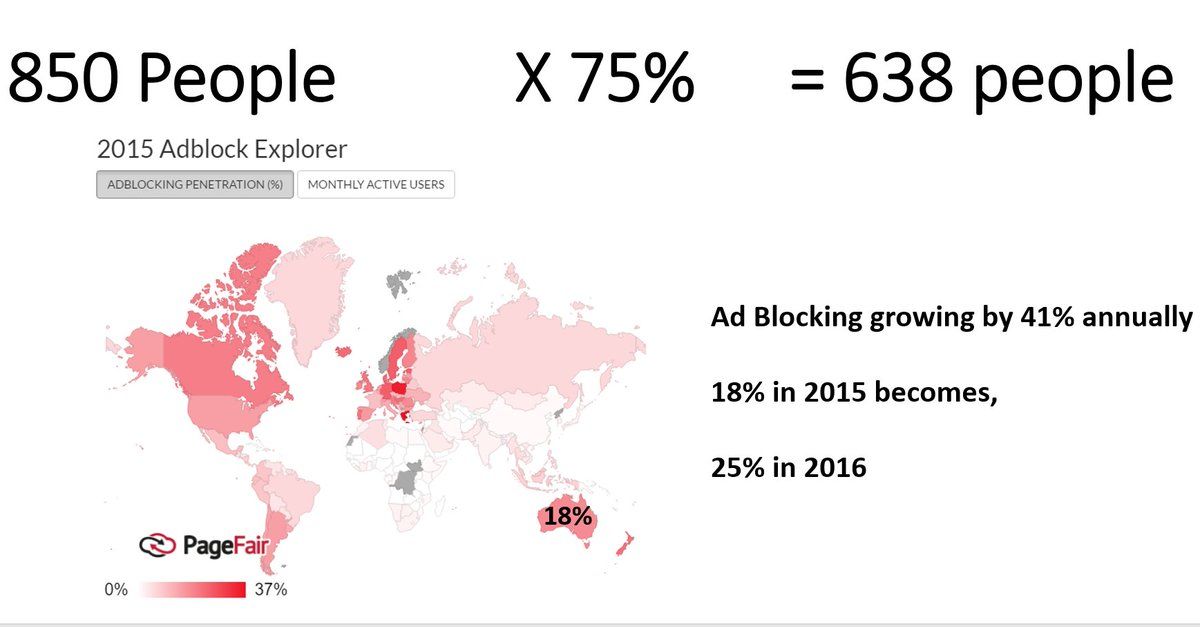 850 People X 75% = 638 people
2015 Adblock Explorer
ADBLOCKING PENETRATION (%) MONTHLY ACTIVE USERS
Ad Blocking growing by 41% annually
18% in 2015 becomes,
25% in 2016
18%
PageFair
0% 37%